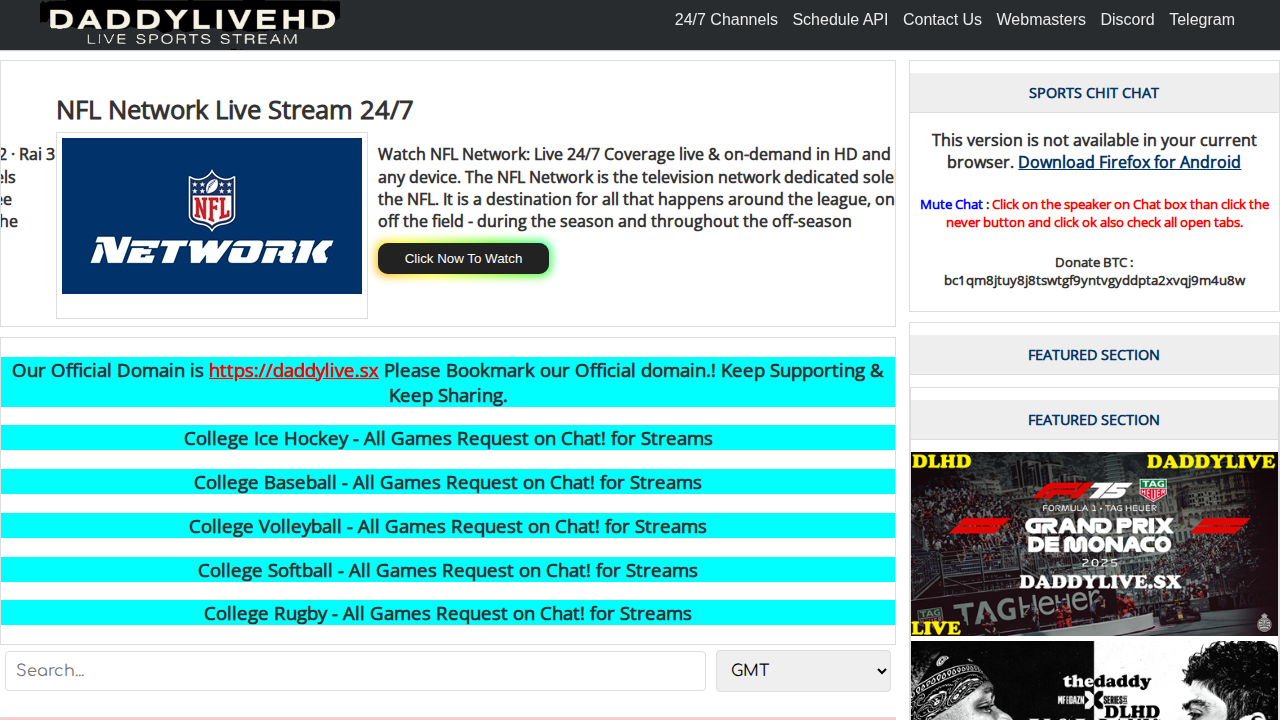 DADDYLIVEHD
LIVE SPORTS STREAM
24/7 Channels Schedule API Contact Us Webmasters Discord Telegram
NFL Network Live Stream 24/7
2 · Rai 3
els
ee
he
NFL
NETWORK
Watch NFL Network: Live 24/7 Coverage live & on-demand in HD and
any device. The NFL Network is the television network dedicated sole
the NFL. It is a destination for all that happens around the league, on
off the field - during the season and throughout the off-season
Click Now To Watch
Our Official Domain is https://daddylive.sx Please Bookmark our Official domain.! Keep Supporting &
Keep Sharing.
College Ice Hockey - All Games Request on Chat! for Streams
College Baseball - All Games Request on Chat! for Streams
College Volleyball - All Games Request on Chat! for Streams
College Softball - All Games Request on Chat! for Streams
College Rugby - All Games Request on Chat! for Streams
Search...
GMT
SPORTS CHIT CHAT
This version is not available in your current
browser. Download Firefox for Android
Mute Chat : Click on the speaker on Chat box than click the
never button and click ok also check all open tabs.
Donate BTC :
bc1qm8jtuy8j8tswtgf9yntvgyddpta2xvqj9m4u8w
FEATURED SECTION
FEATURED SECTION
DLHD DADDYLIVE
F1 75 TAG HEUER
FORMULA 1 · TAG HEUER
GRAND PRIX
DE MONACO
2025
DADDYLIVE.SX
TAGHeuer
LIVE
thedaddy
MF|DAZN X SERIES
DLHD